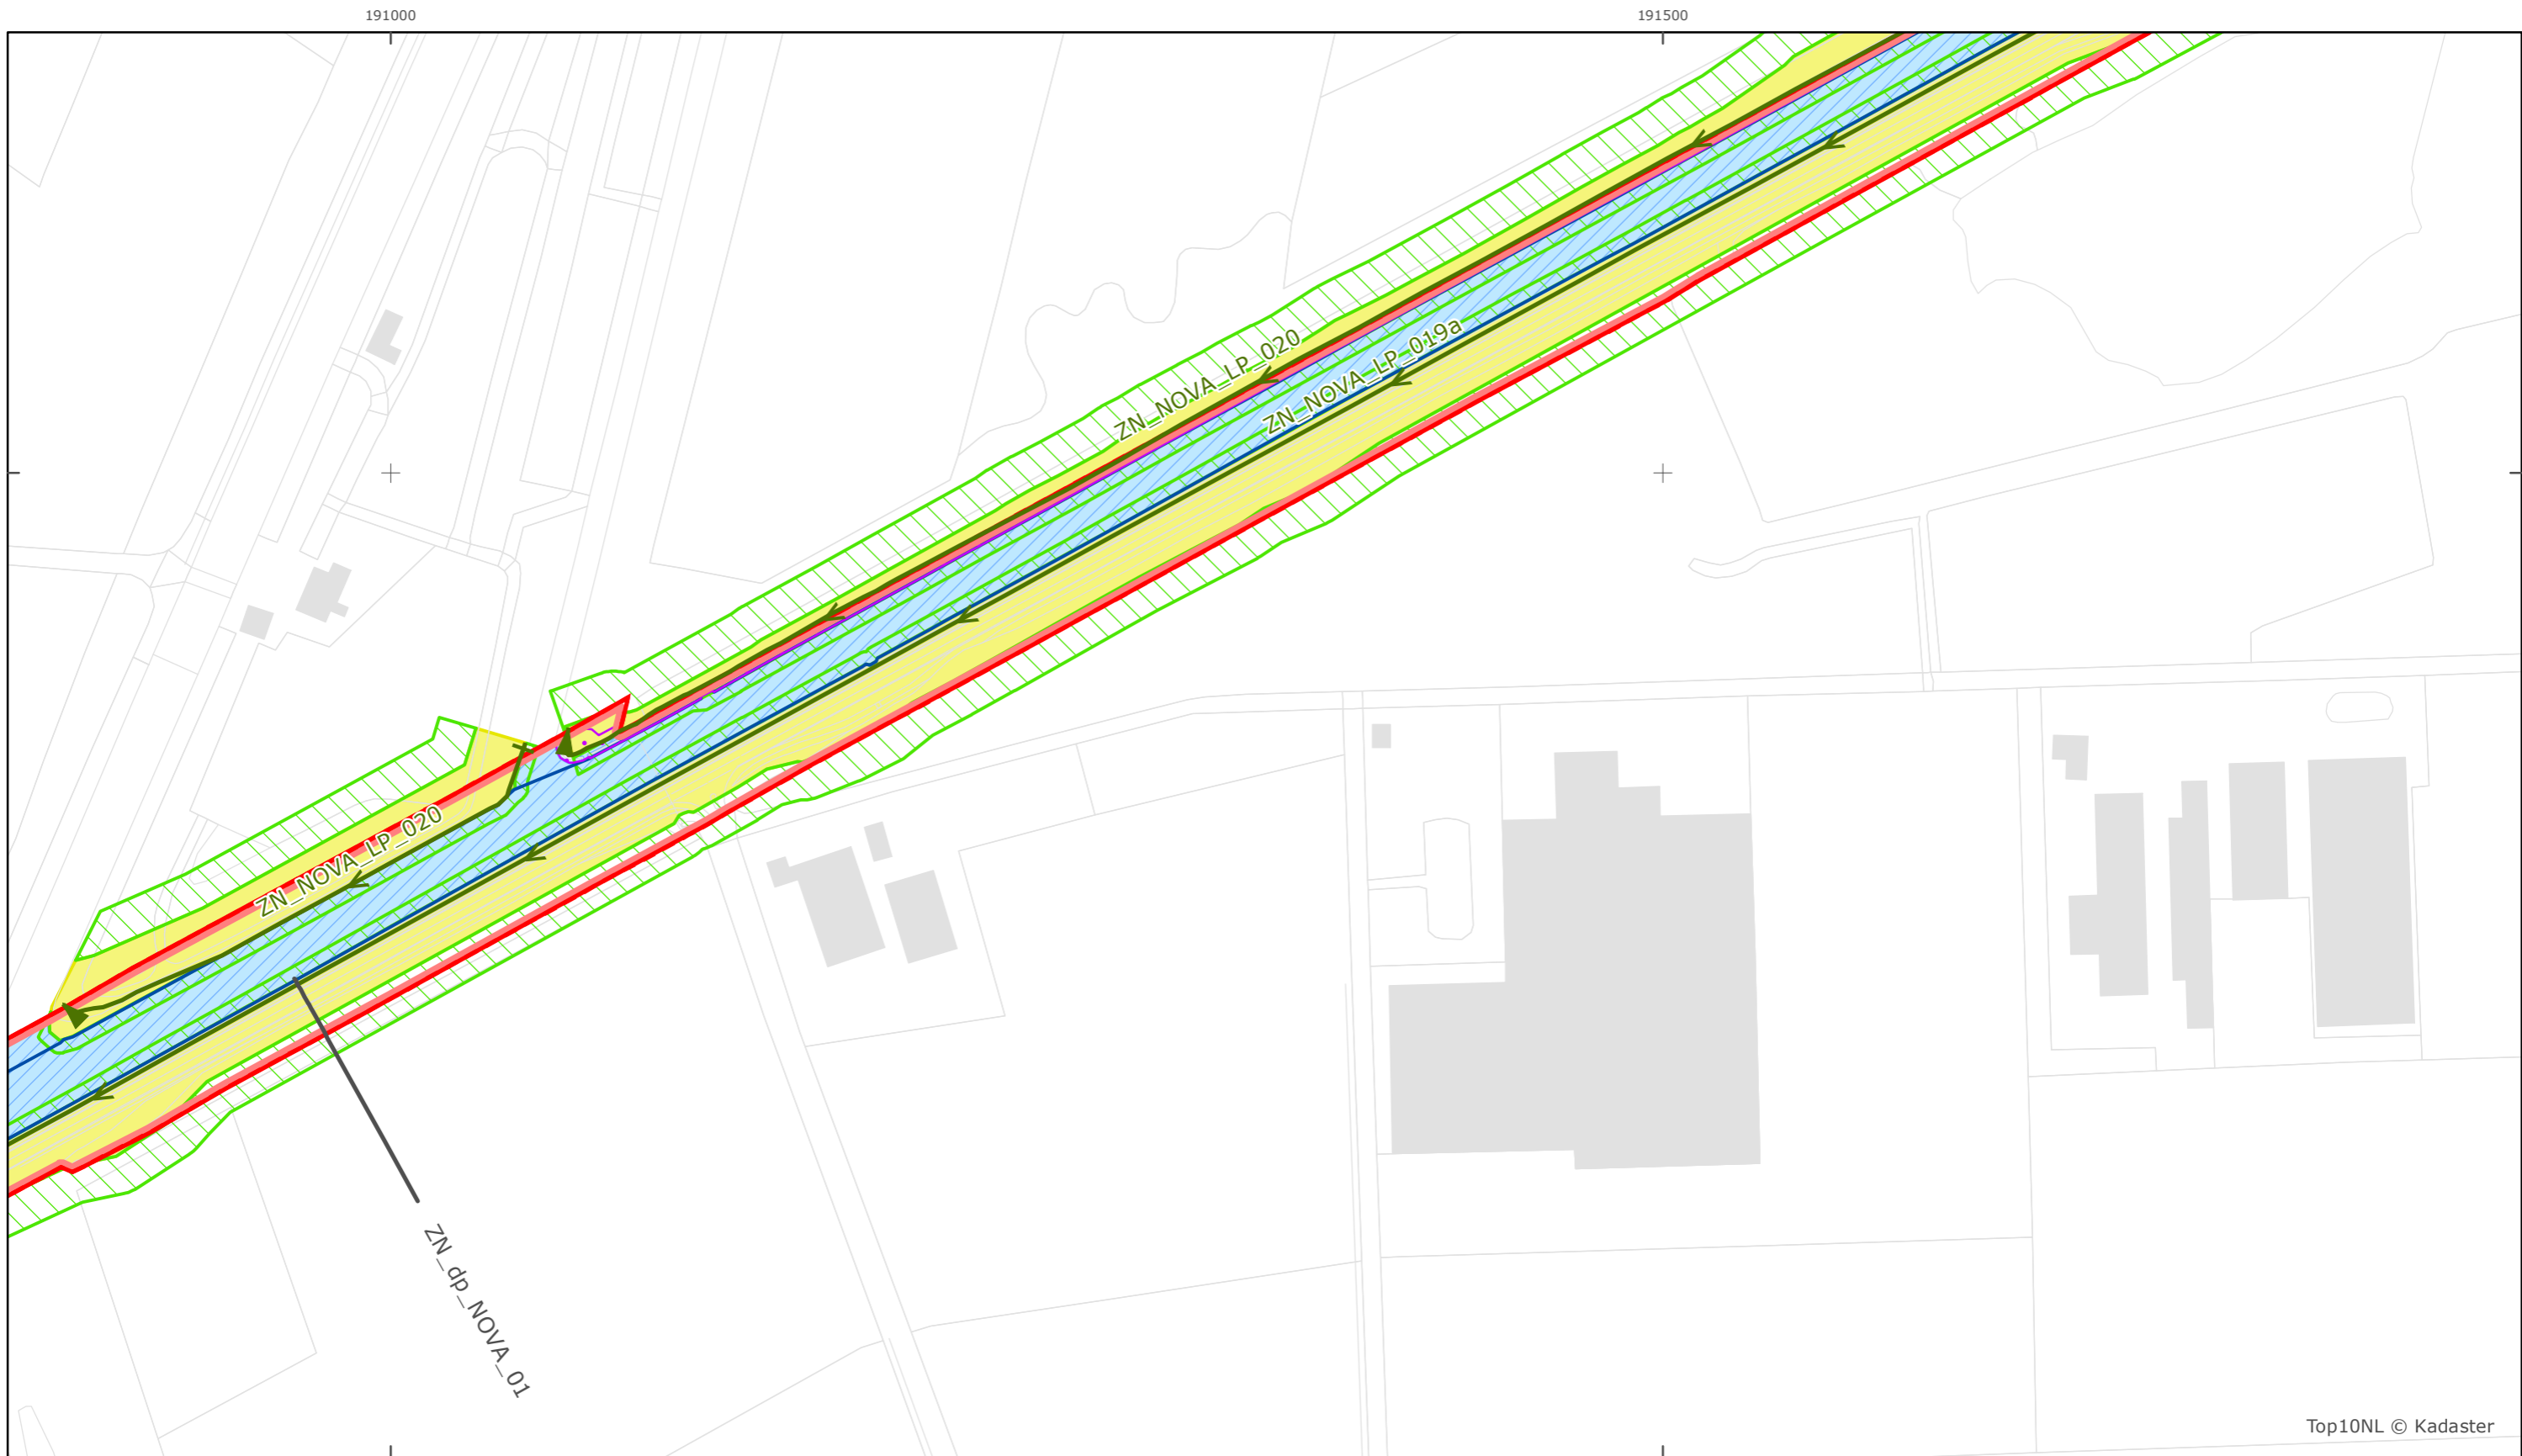 191000
191500
ZN_NOVA_LP_020
ZN_NOVA_LP_019a
ZN_NOVA_LP_020
ZN_dp_NOVA_01
Top10NL © Kadaster